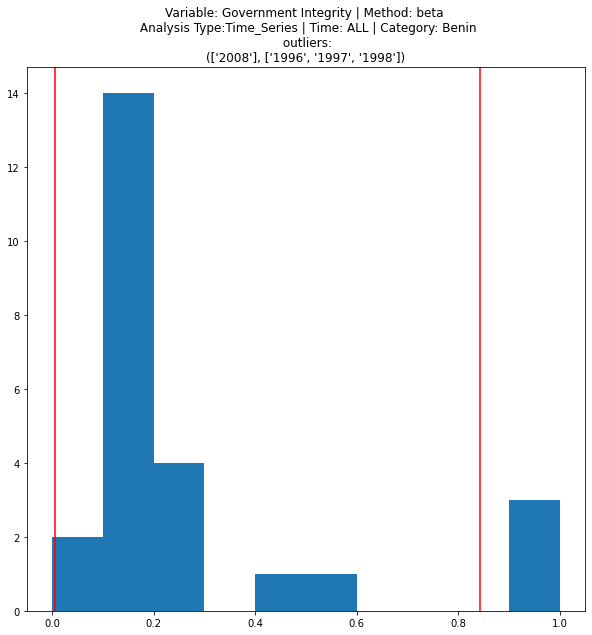 Variable: Government Integrity | Method: beta
Analysis Type:Time_Series | Time: ALL | Category: Benin
outliers:
(['2008'], ['1996', '1997', '1998'])
14
12
10
8
6
4
2
0
0.0 0.2 0.4 0.6 0.8 1.0